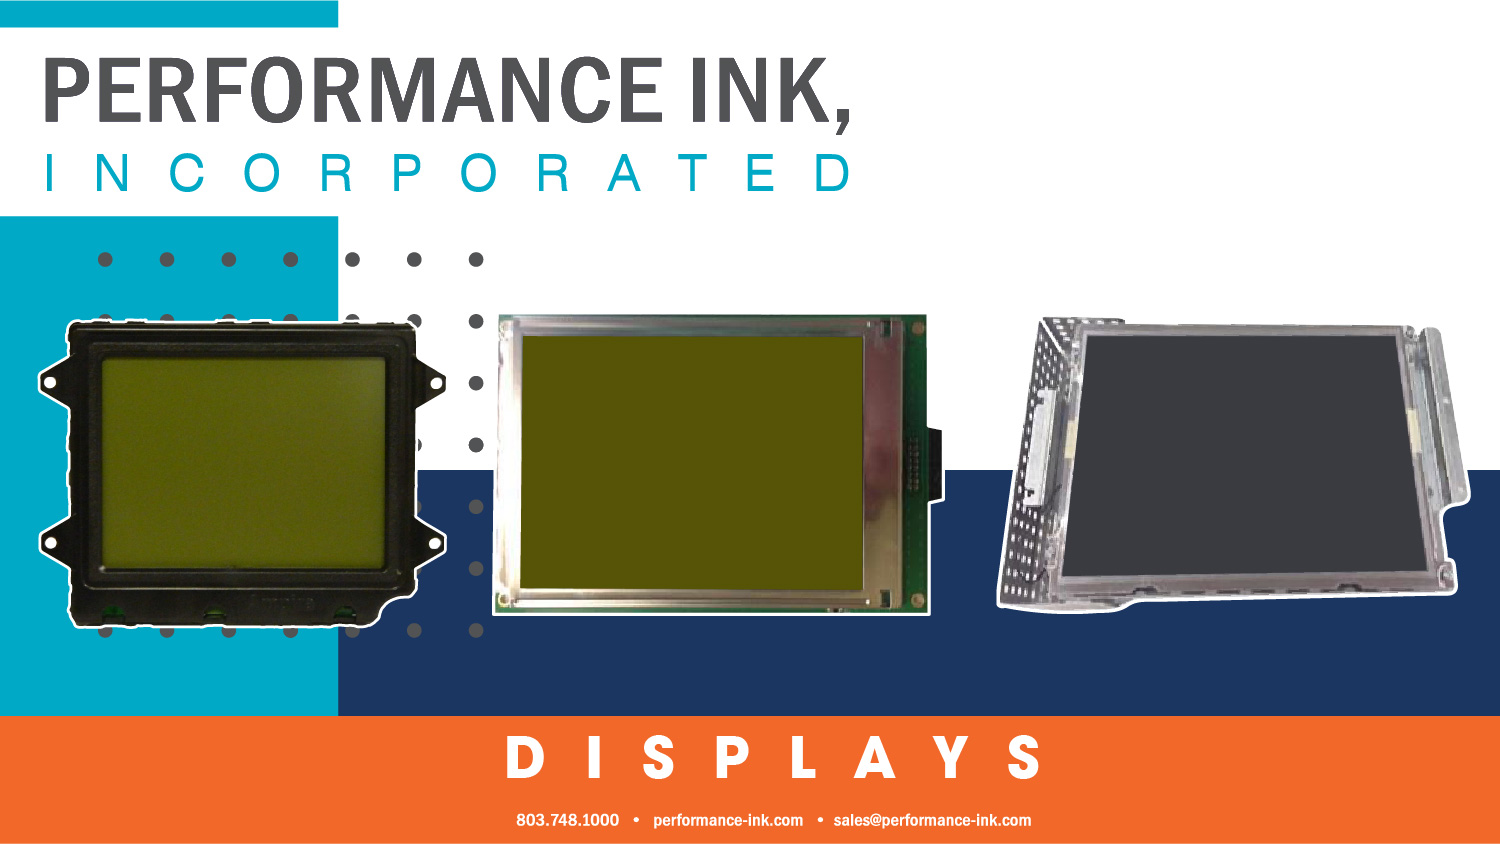 PERFORMANCE INK,
INCORPORATED
DISPLAYS
803.748.1000 • performance-ink.com • sales@performance-ink.com